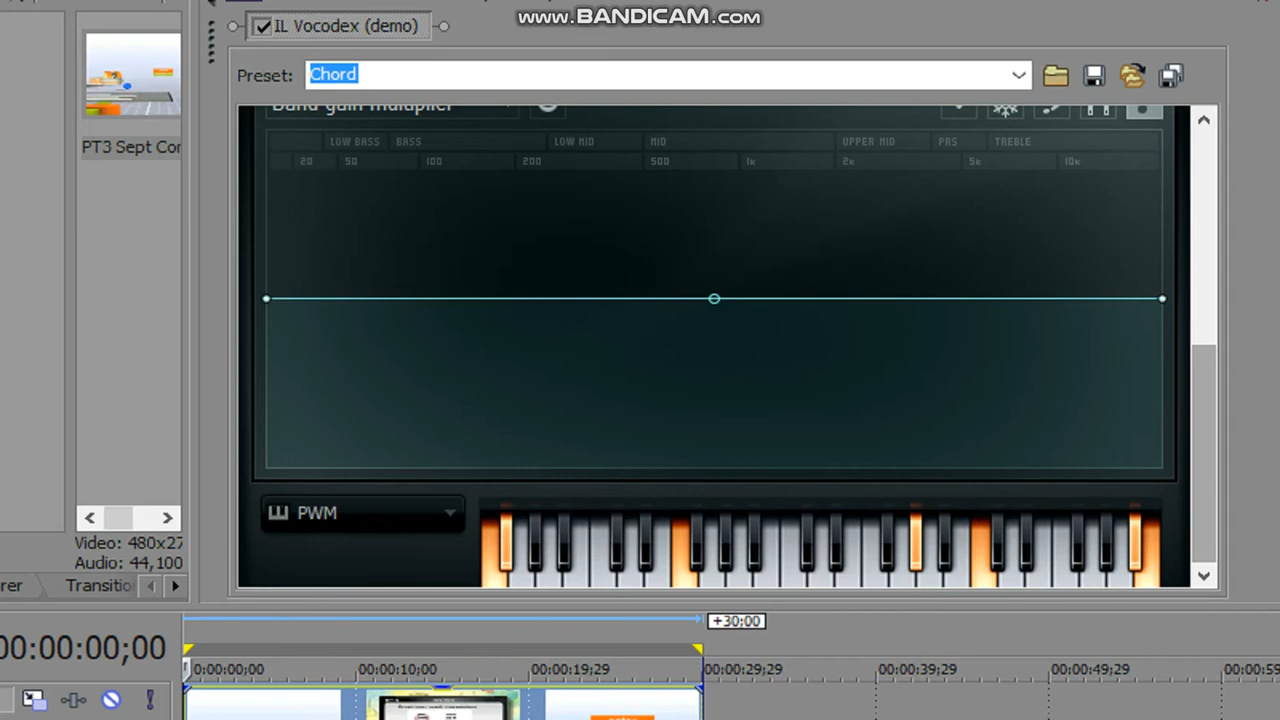 www.BANDICAM.com
IL Vocodex (demo)
Preset: Chord
PT3 Sept Cor
Band gain multiplier
LOW BASS BASS LOW MID MID UPPER MID PRS TREBLE
20 50 100 200 500 1K 2K 5K 10K
PWM
Video: 480x27
Audio: 44,100
rer Transitio
+30;00
00:00:00;00
0:00:00;00 00:00:10;00 00:00:19;29 00:00:29;29 00:00:39;29 00:00:49;29 00:00:59